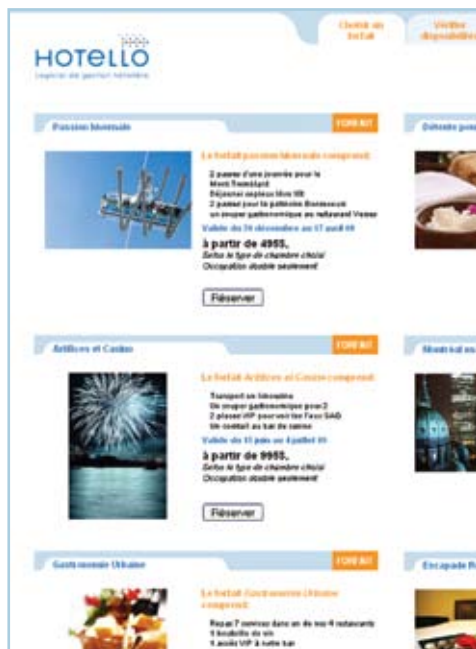 Choisir un
forfait
Vérifier
disponibilités
HOTELLO
Logiciel de gestion hôtelière
Passion hivernale
FORFAIT
Le forfait passion hivernale comprend:
2 passes d'une journée pour le
Mont Tremblant
Déjeuner copieux
2 passes pour la patinoire Bonsecours
un souper gastronomique au restaurant
Valide du 26 décembre au 17 avril 09
à partir de 495$,
Selon le type de chambre choisi
Occupation double seulement
Réserver
Détente pou
Artifices et Casino
FORFAIT
Le forfait Artifices et Casino comprend:
Transport en limousine
Un souper gastronomique pour 2
2 places VIP pour voir les Feux SAQ
Un cocktail au bar du casino
Valide du 13 juin au 4 juillet 09
à partir de 995$,
Selon le type de chambre choisi
Occupation double seulement
Réserver
Montréal en
Gastronomie Urbaine
FORFAIT
Le forfait Gastronomie Urbaine
comprend:
Repas 7 services dans un de nos 4 restaurants
1 bouteille de vin
1 accès VIP à notre bar
Escapade R